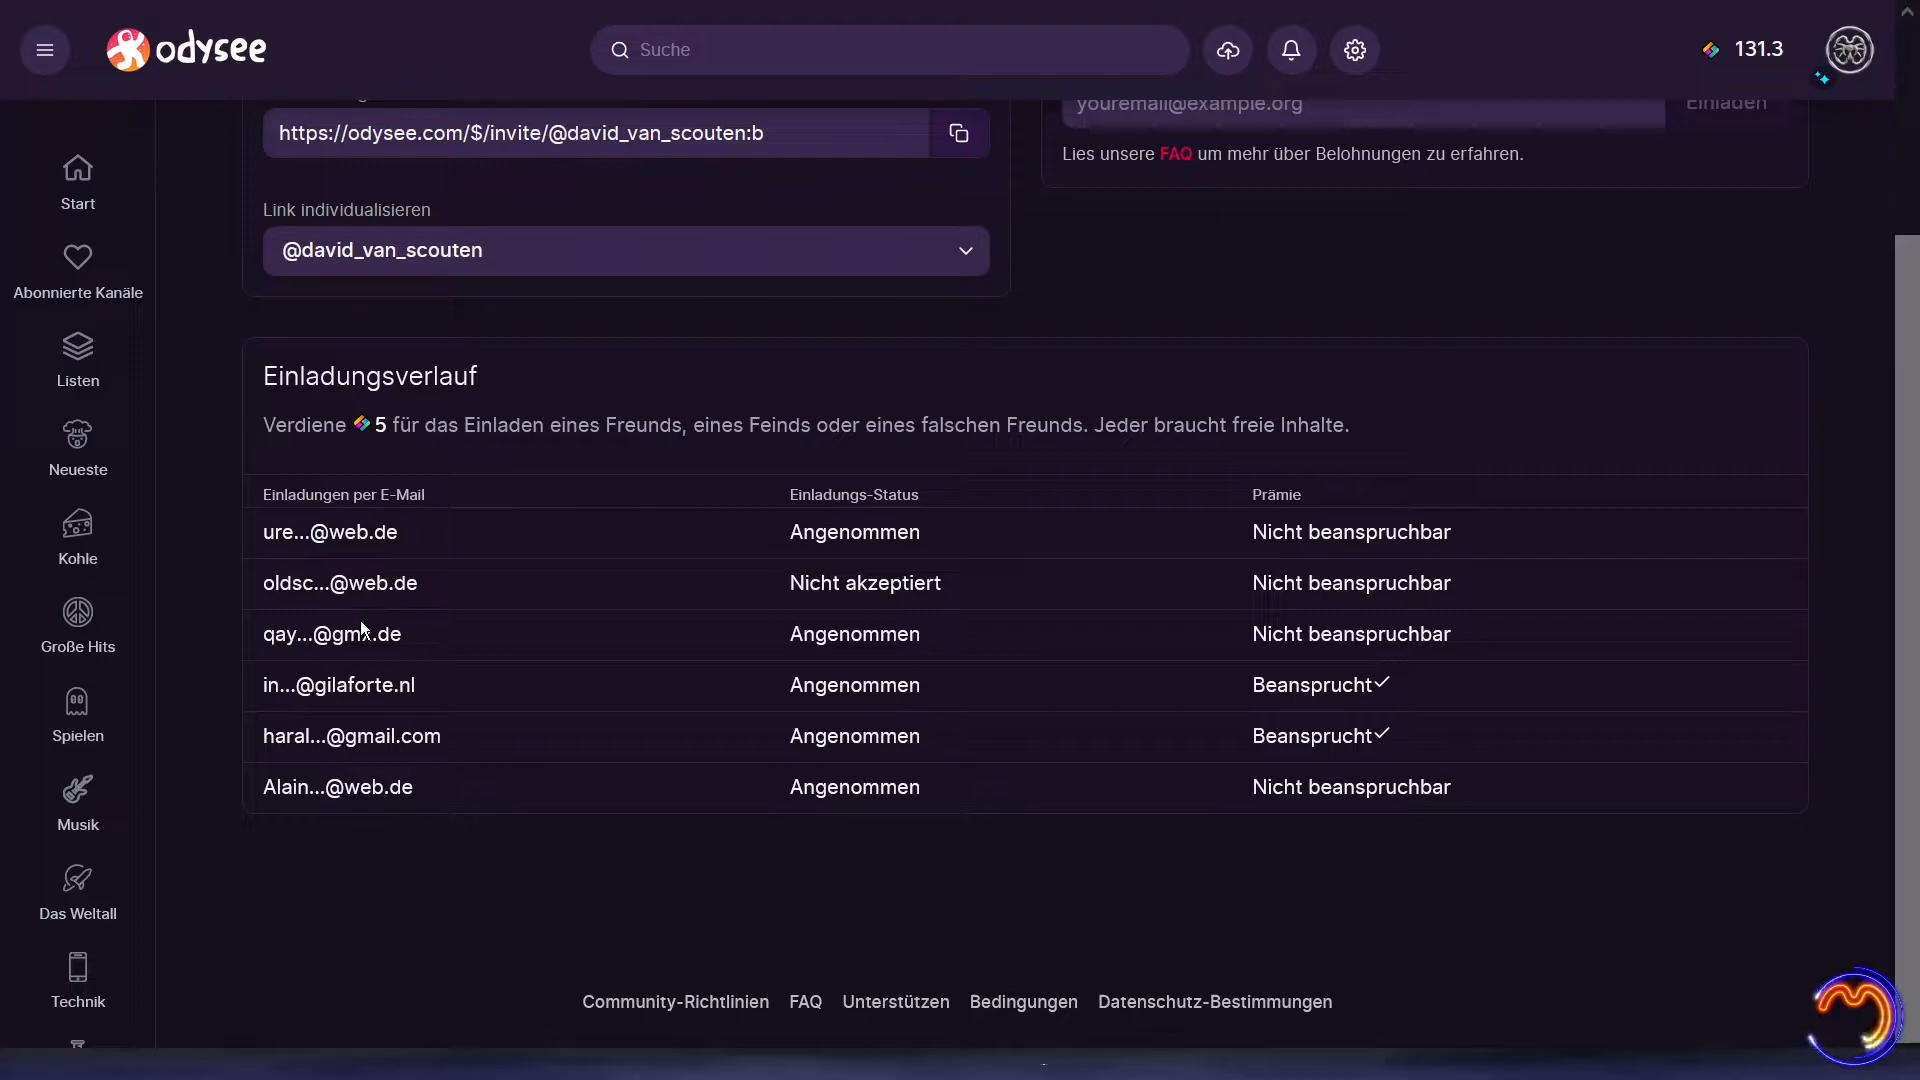 odysee
Suche
131.3
youremail@example.org
Einladen
https://odysee.com/$/invite/@david_van_scouten:b
Lies unsere FAQ um mehr über Belohnungen zu erfahren.
Link individualisieren
@david_van_scouten
Start
Abonnierte Kanäle
Listen
Neueste
Kohle
Große Hits
Spielen
Musik
Das Weltall
Technik
Einladungsverlauf
Verdiene 5 für das Einladen eines Freunds, eines Feinds oder eines falschen Freunds. Jeder braucht freie Inhalte.
Einladungen per E-Mail Einladungs-Status Prämie
ure...@web.de Angenommen Nicht beanspruchbar
oldsc...@web.de Nicht akzeptiert Nicht beanspruchbar
qay...@gmx.de Angenommen Nicht beanspruchbar
in...@gilaforte.nl Angenommen Beansprucht✓
haral...@gmail.com Angenommen Beansprucht✓
Alain...@web.de Angenommen Nicht beanspruchbar
Community-Richtlinien FAQ Unterstützen Bedingungen Datenschutz-Bestimmungen